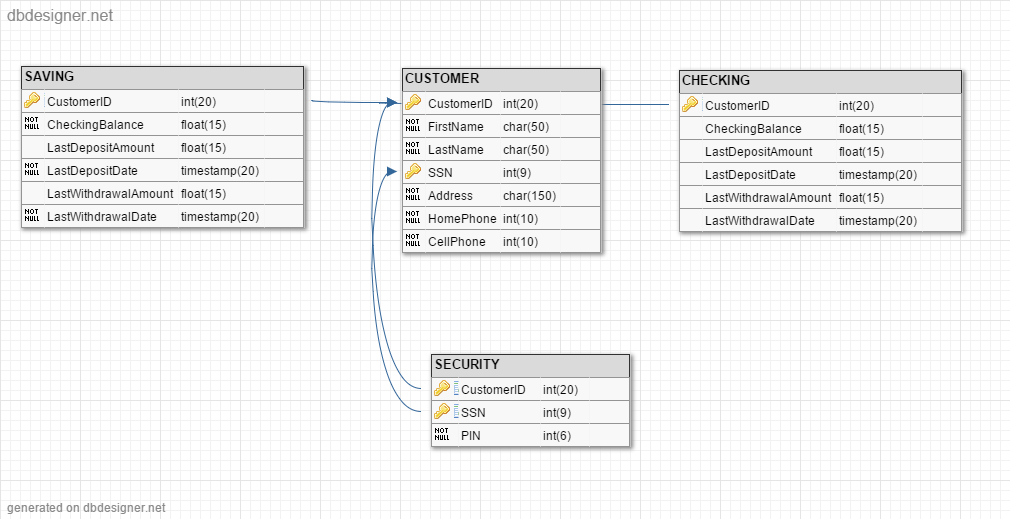 dbdesigner.net
SAVING
CustomerID int(20)
NOT NULL CheckingBalance float(15)
LastDepositAmount float(15)
NOT NULL LastDepositDate timestamp(20)
LastWithdrawalAmount float(15)
NOT NULL LastWithdrawalDate timestamp(20)
CUSTOMER
CustomerID int(20)
NOT NULL FirstName char(50)
NOT NULL LastName char(50)
SSN int(9)
NOT NULL Address char(150)
NOT NULL HomePhone int(10)
NOT NULL CellPhone int(10)
CHECKING
CustomerID int(20)
CheckingBalance float(15)
LastDepositAmount float(15)
LastDepositDate timestamp(20)
LastWithdrawalAmount float(15)
LastWithdrawalDate timestamp(20)
SECURITY
CustomerID int(20)
SSN int(9)
NOT NULL PIN int(6)
generated on dbdesigner.net